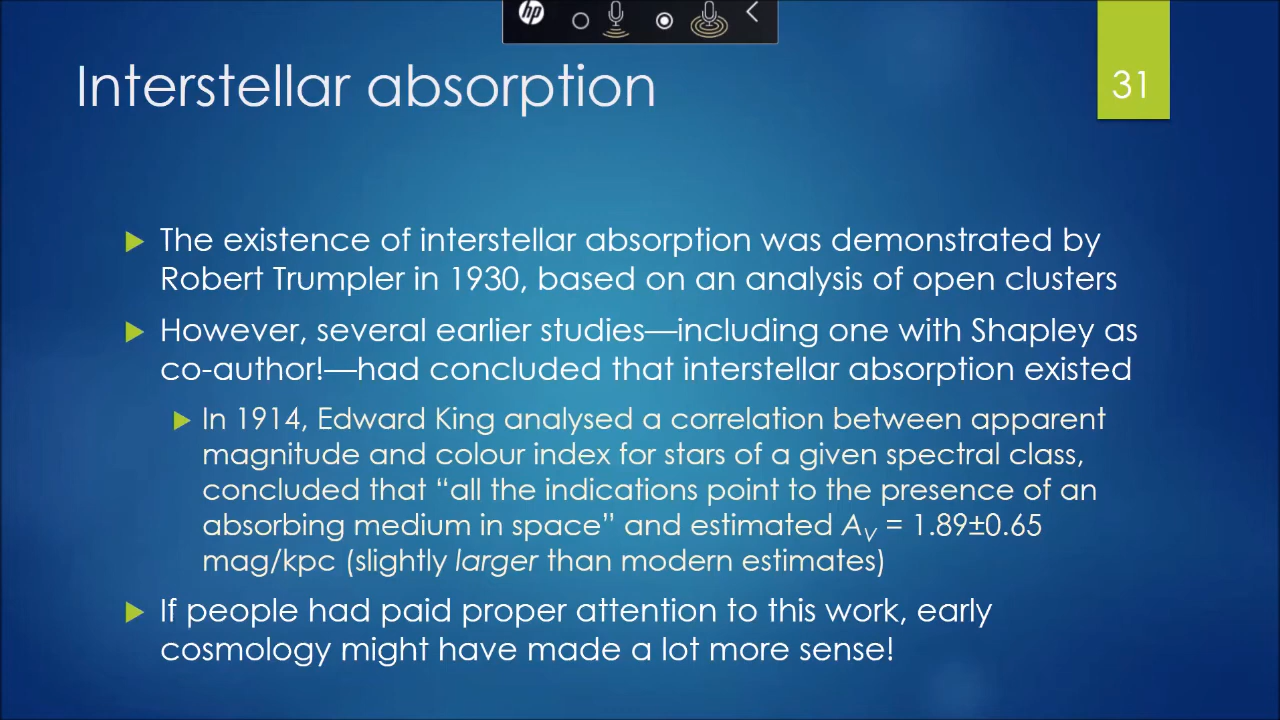 hp
Interstellar absorption
31
The existence of interstellar absorption was demonstrated by
Robert Trumpler in 1930, based on an analysis of open clusters
However, several earlier studies—including one with Shapley as
co-author!—had concluded that interstellar absorption existed
In 1914, Edward King analysed a correlation between apparent
magnitude and colour index for stars of a given spectral class,
concluded that “all the indications point to the presence of an
absorbing medium in space” and estimated AV = 1.89±0.65
mag/kpc (slightly larger than modern estimates)
If people had paid proper attention to this work, early
cosmology might have made a lot more sense!